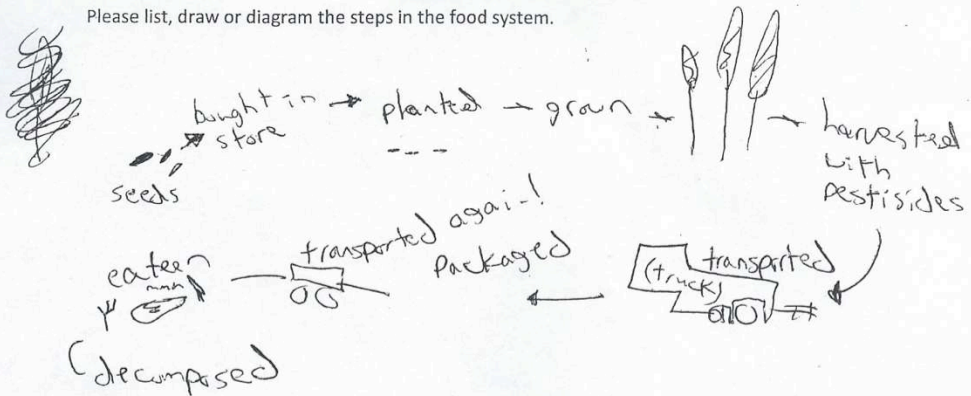 Please list, draw or diagram the steps in the food system.
seeds
bought in
store
planted
grown
harvested
with
pestisides
transported
(truck)
Packaged
transported again!
eateen
decomposed